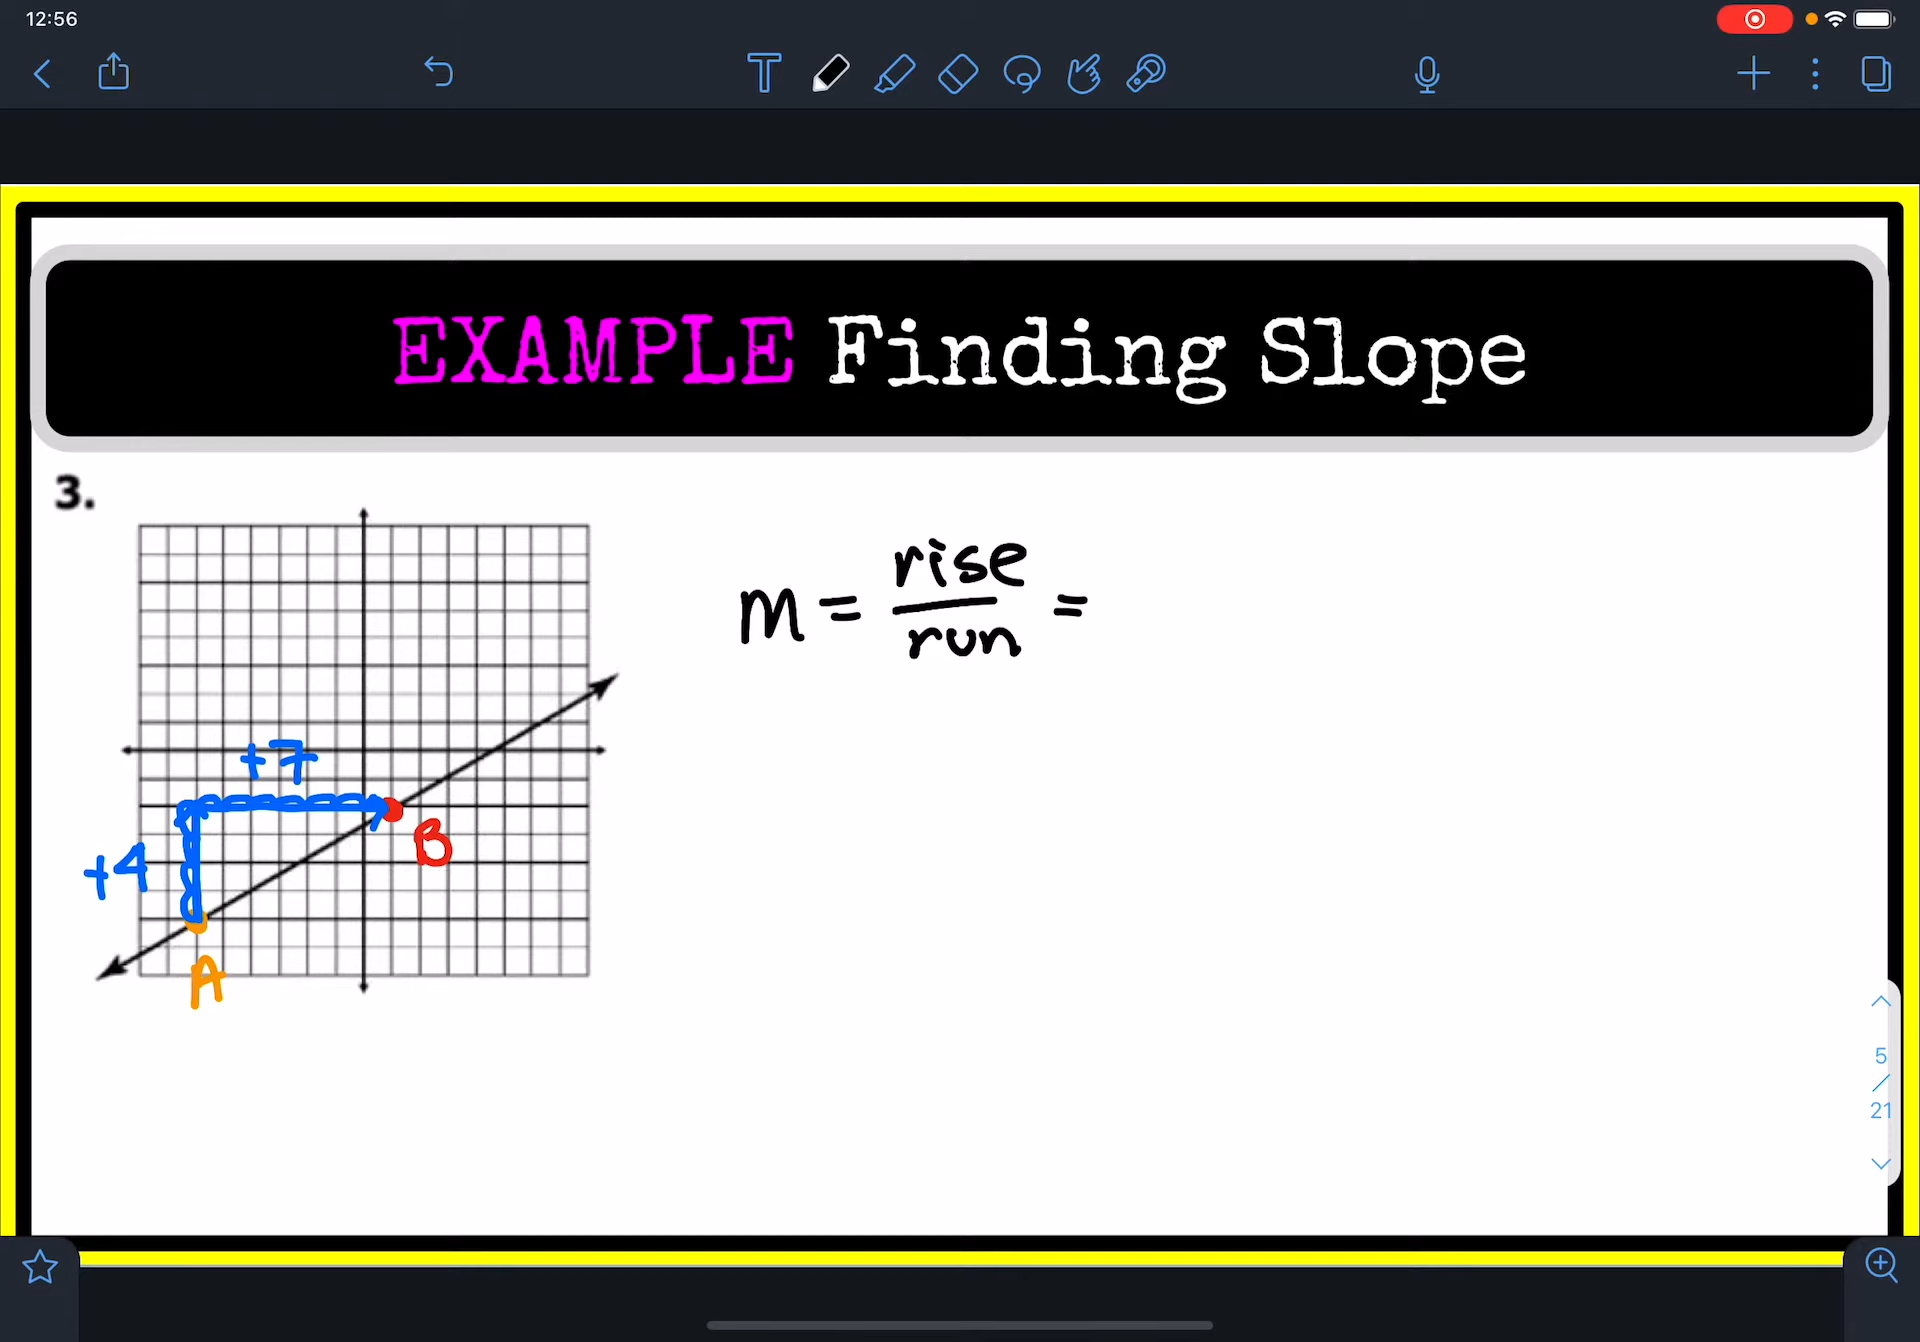 12:56
EXAMPLE Finding Slope
3.
m = rise/run =
+7
+4
B
A
5
/
21